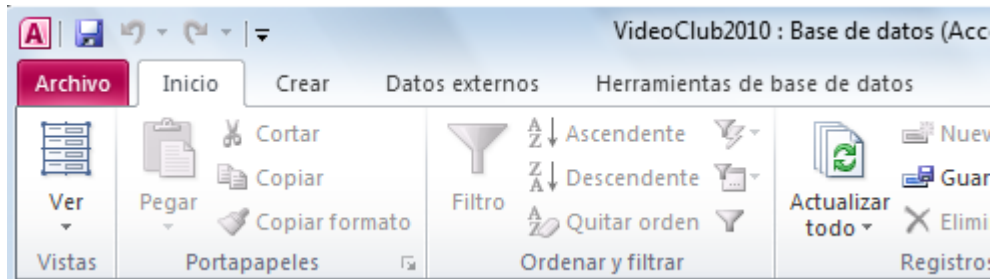 VideoClub2010 : Base de datos (Acc
Archivo Inicio Crear Datos externos Herramientas de base de datos
Ver
Vistas
Pegar
Cortar
Copiar
Copiar formato
Portapapeles
Filtro
Ascendente
Descendente
Quitar orden
Ordenar y filtrar
Actualizar
todo
Nuev
Guar
Elimi
Registros